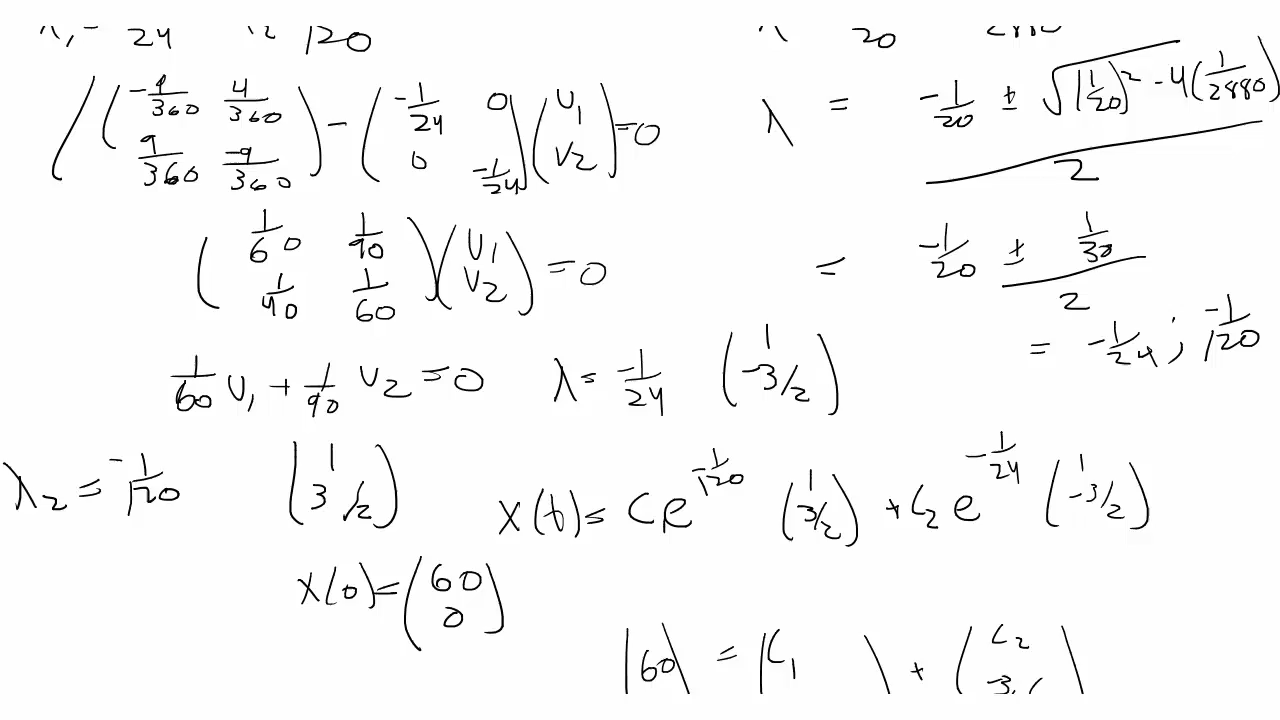 24 120
20
((-9/360 4/360 ; 9/360 -9/360) - (-1/24 0 ; 0 -1/24)(v1 ; v2) = 0
λ = (-1/20 ± √((1/20)² - 4(1/2880)))/2
(1/60 1/90 ; 1/40 1/60)(v1 ; v2) = 0
= -1/20 ± (1/30)/2
= -1/24 ; -1/120
1/60 v1 + 1/90 v2 = 0 λ = -1/24 (1 ; -3/2)
λ2 = -1/120 (1 ; 3/2)
x(t) = C e^(-1/120) (1 ; 3/2) + C2 e^(-1/24) (1 ; -3/2)
x(0) = (60 ; 0)
(60) = (C1 ) + (C2 ; -3/